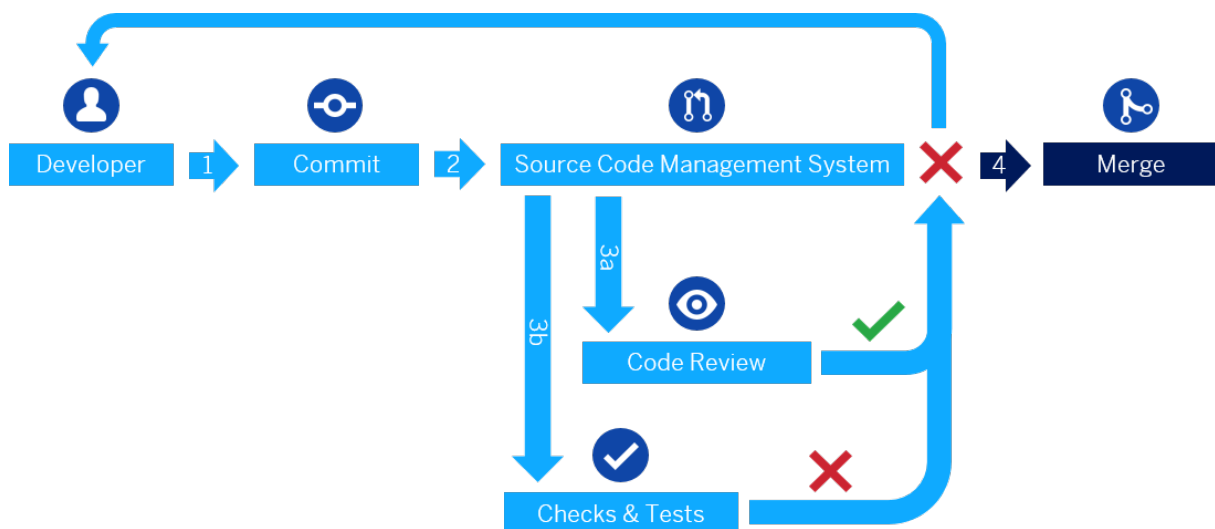 Developer
1
Commit
2
Source Code Management System
4
Merge
3a
3b
Code Review
Checks & Tests